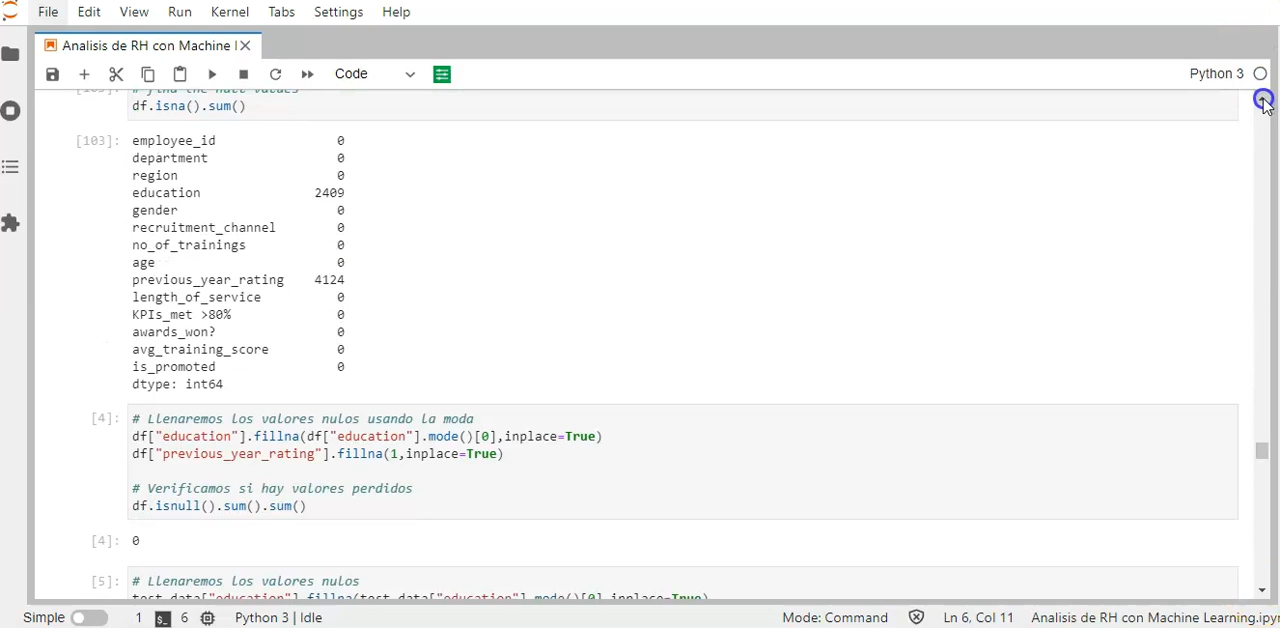 File Edit View Run Kernel Tabs Settings Help
Analisis de RH con Machine
Code
Python 3
# find the null values
df.isna().sum()
[103]:
employee_id 0
department 0
region 0
education 2409
gender 0
recruitment_channel 0
no_of_trainings 0
age 0
previous_year_rating 4124
length_of_service 0
KPIs_met >80% 0
awards_won? 0
avg_training_score 0
is_promoted 0
dtype: int64
[4]:
# Llenaremos los valores nulos usando la moda
df["education"].fillna(df["education"].mode()[0],inplace=True)
df["previous_year_rating"].fillna(1,inplace=True)
# Verificamos si hay valores perdidos
df.isnull().sum().sum()
[4]: 0
[5]:
# Llenaremos los valores nulos
test_data["education"].fillna(test_data["education"].mode()[0],inplace=True)
Simple 1 6 Python 3 | Idle Mode: Command Ln 6, Col 11 Analisis de RH con Machine Learning.ipy